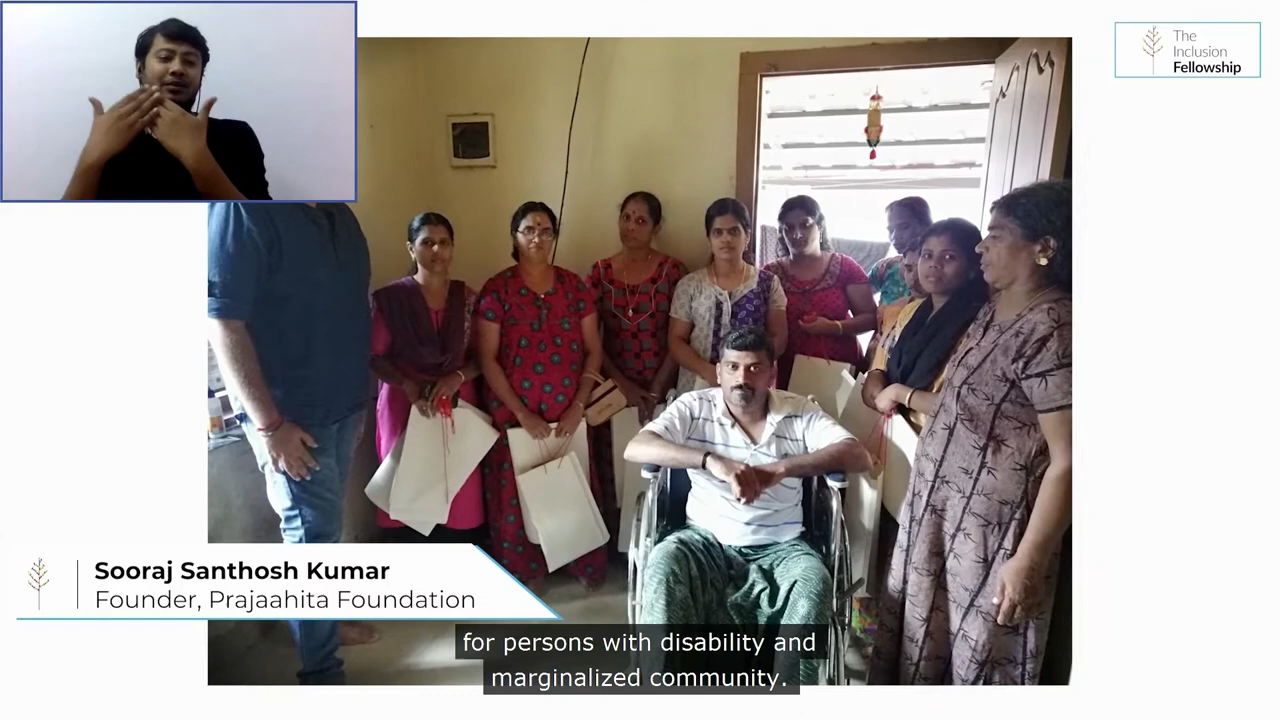 The
Inclusion
Fellowship
Sooraj Santhosh Kumar
Founder, Prajaahita Foundation
for persons with disability and
marginalized community.